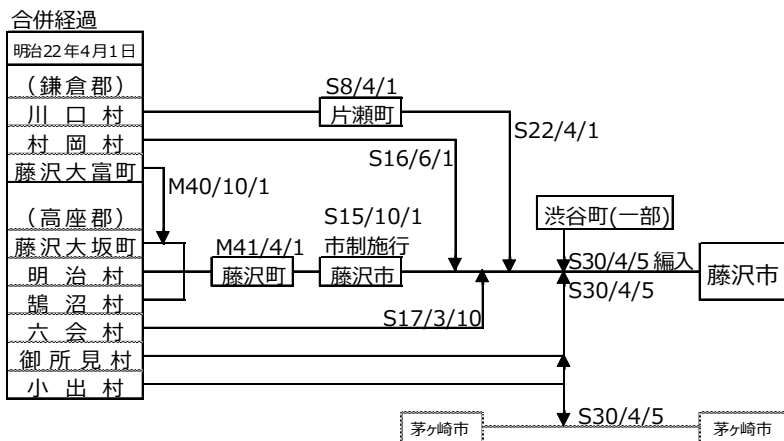 合併経過
明治22年4月1日
(鎌倉郡)
川口村
村岡村
藤沢大富町
(高座郡)
藤沢大坂町
明治村
鵠沼村
六会村
御所見村
小出村
S8/4/1
片瀬町
S22/4/1
S16/6/1
M40/10/1
S15/10/1
市制施行
藤沢市
M41/4/1
藤沢町
渋谷町(一部)
S30/4/5 編入
S30/4/5
藤沢市
S17/3/10
S30/4/5
茅ヶ崎市
茅ヶ崎市